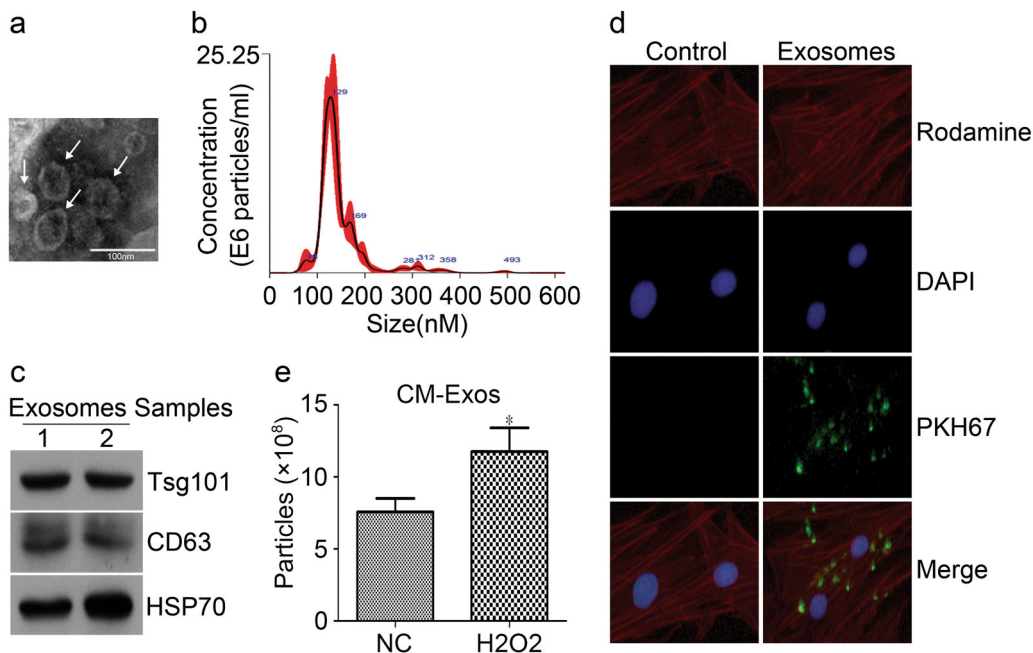 a
100nm
b
25.25
Concentration
(E6 particles/ml)
129
169
281
312
358
493
0 100 200 300 400 500 600
Size(nM)
c
Exosomes Samples
1 2
Tsg101
CD63
HSP70
e
CM-Exos
15
10
5
0
*
Particles (×10⁸)
NC H2O2
d
Control Exosomes
Rodamine
DAPI
PKH67
Merge